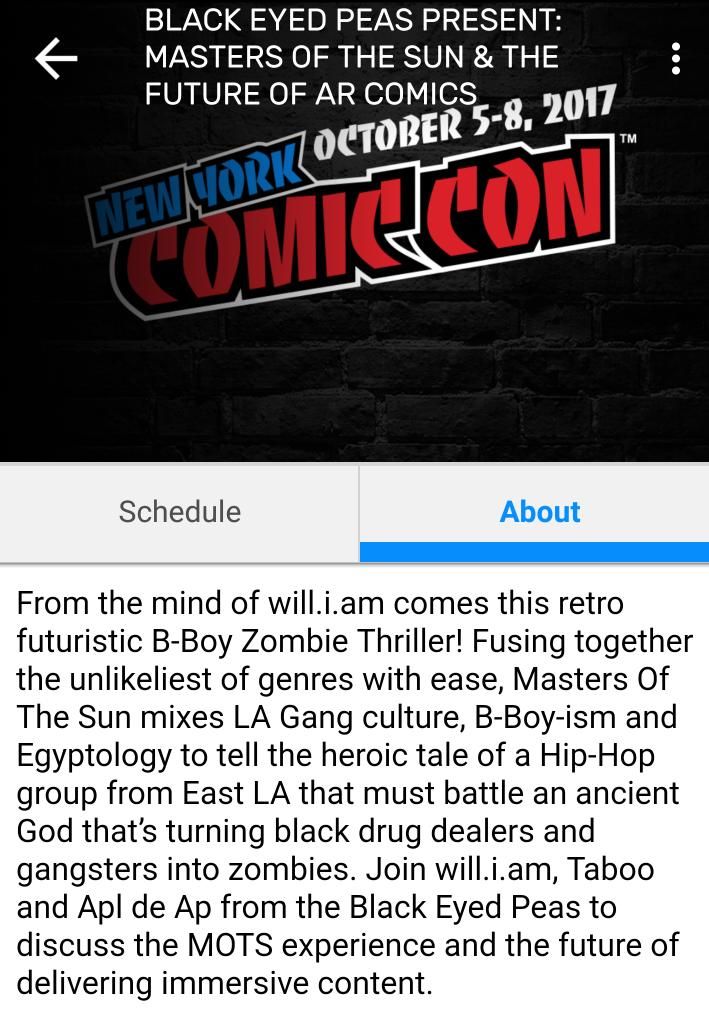 BLACK EYED PEAS PRESENT:
MASTERS OF THE SUN & THE
FUTURE OF AR COMICS
OCTOBER 5-8, 2017
NEW YORK
COMIC CON
TM
Schedule
About
From the mind of will.i.am comes this retro
futuristic B-Boy Zombie Thriller! Fusing together
the unlikeliest of genres with ease, Masters Of
The Sun mixes LA Gang culture, B-Boy-ism and
Egyptology to tell the heroic tale of a Hip-Hop
group from East LA that must battle an ancient
God that’s turning black drug dealers and
gangsters into zombies. Join will.i.am, Taboo
and Apl de Ap from the Black Eyed Peas to
discuss the MOTS experience and the future of
delivering immersive content.